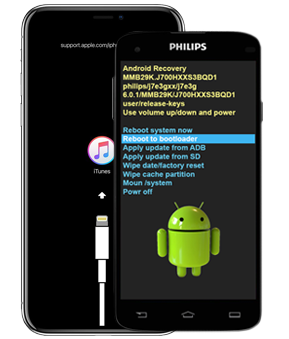 support.apple.com/iph
iTunes
PHILIPS
Android Recovery
MMB29K.J700HXXS3BQD1
philips/j7e3gxx/j7e3g
6.0.1/MMB29K/J700HXXS3BQD1
user/release-keys
Use volume up/down and power
Reboot system now
Reboot to bootloader
Apply update from ADB
Apply update from SD
Wipe date/factory reset
Wipe cache partition
Moun /system
Powr off